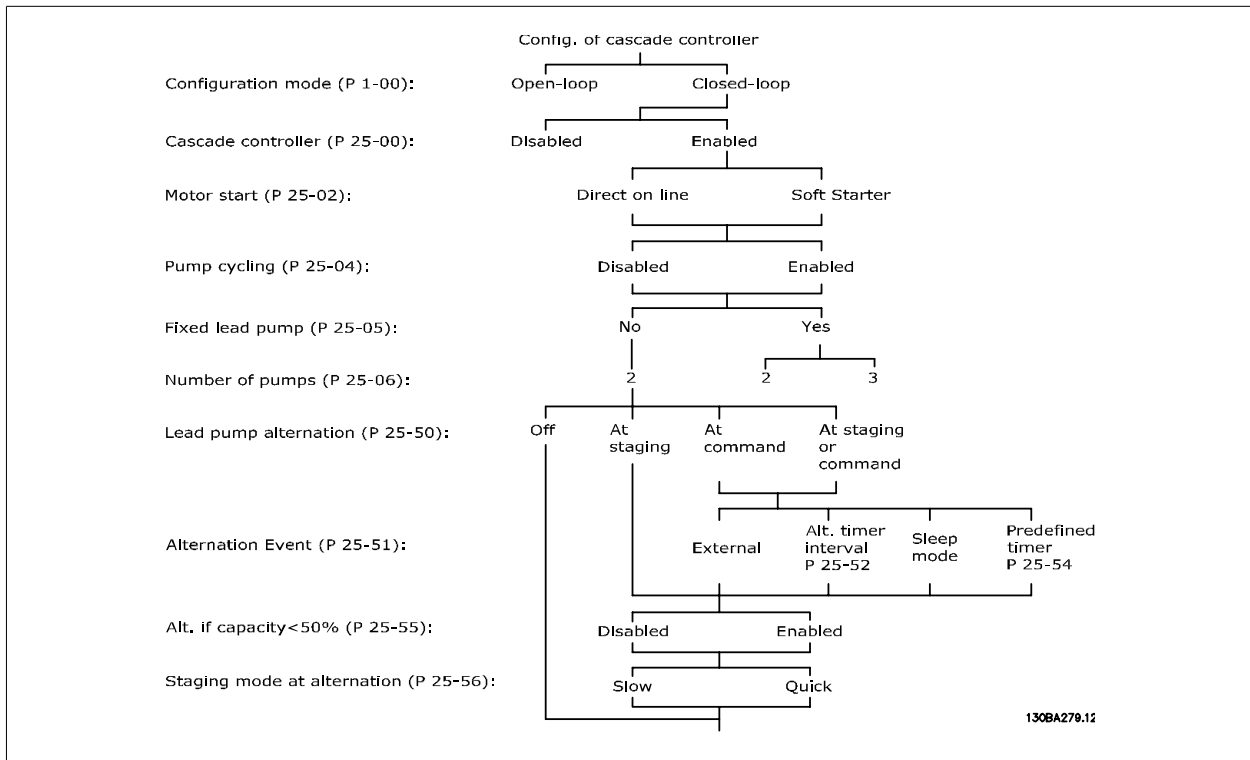 Config. of cascade controller
Configuration mode (P 1-00): Open-loop Closed-loop
Cascade controller (P 25-00): Disabled Enabled
Motor start (P 25-02): Direct on line Soft Starter
Pump cycling (P 25-04): Disabled Enabled
Fixed lead pump (P 25-05): No Yes
Number of pumps (P 25-06): 2 2 3
Lead pump alternation (P 25-50): Off At staging At command At staging or command
Alternation Event (P 25-51): External Alt. timer interval P 25-52 Sleep mode Predefined timer P 25-54
Alt. if capacity<50% (P 25-55): Disabled Enabled
Staging mode at alternation (P 25-56): Slow Quick
130BA279.12